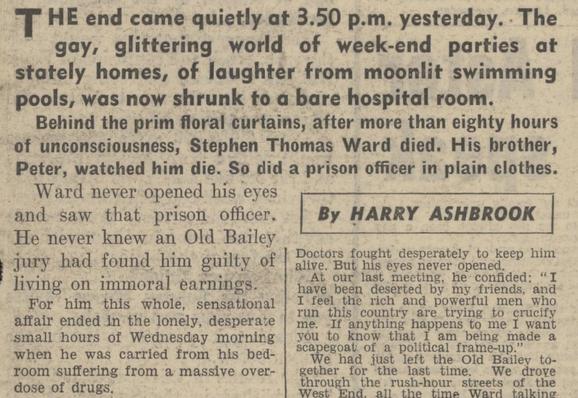 THE end came quietly at 3.50 p.m. yesterday. The
gay, glittering world of week-end parties at
stately homes, of laughter from moonlit swimming
pools, was now shrunk to a bare hospital room.
Behind the prim floral curtains, after more than eighty hours
of unconsciousness, Stephen Thomas Ward died. His brother,
Peter, watched him die. So did a prison officer in plain clothes.
Ward never opened his eyes
and saw that prison officer.
He never knew an Old Bailey
jury had found him guilty of
living on immoral earnings.
For him this whole, sensational
affair ended in the lonely, desperate
small hours of Wednesday morning
when he was carried from his bed-
room suffering from a massive over-
dose of drugs.
By HARRY ASHBROOK
Doctors fought desperately to keep him
alive. But his eyes never opened.
At our last meeting, he confided: "I
have been deserted by my friends, and
I feel the rich and powerful men who
run this country are trying to crucify
me. If anything happens to me I want
you to know that I am being made a
scapegoat of a political frame-up."
We had just left the Old Bailey to-
gether for the last time. We drove
through the rush-hour streets of the
West End, all the time Ward talking